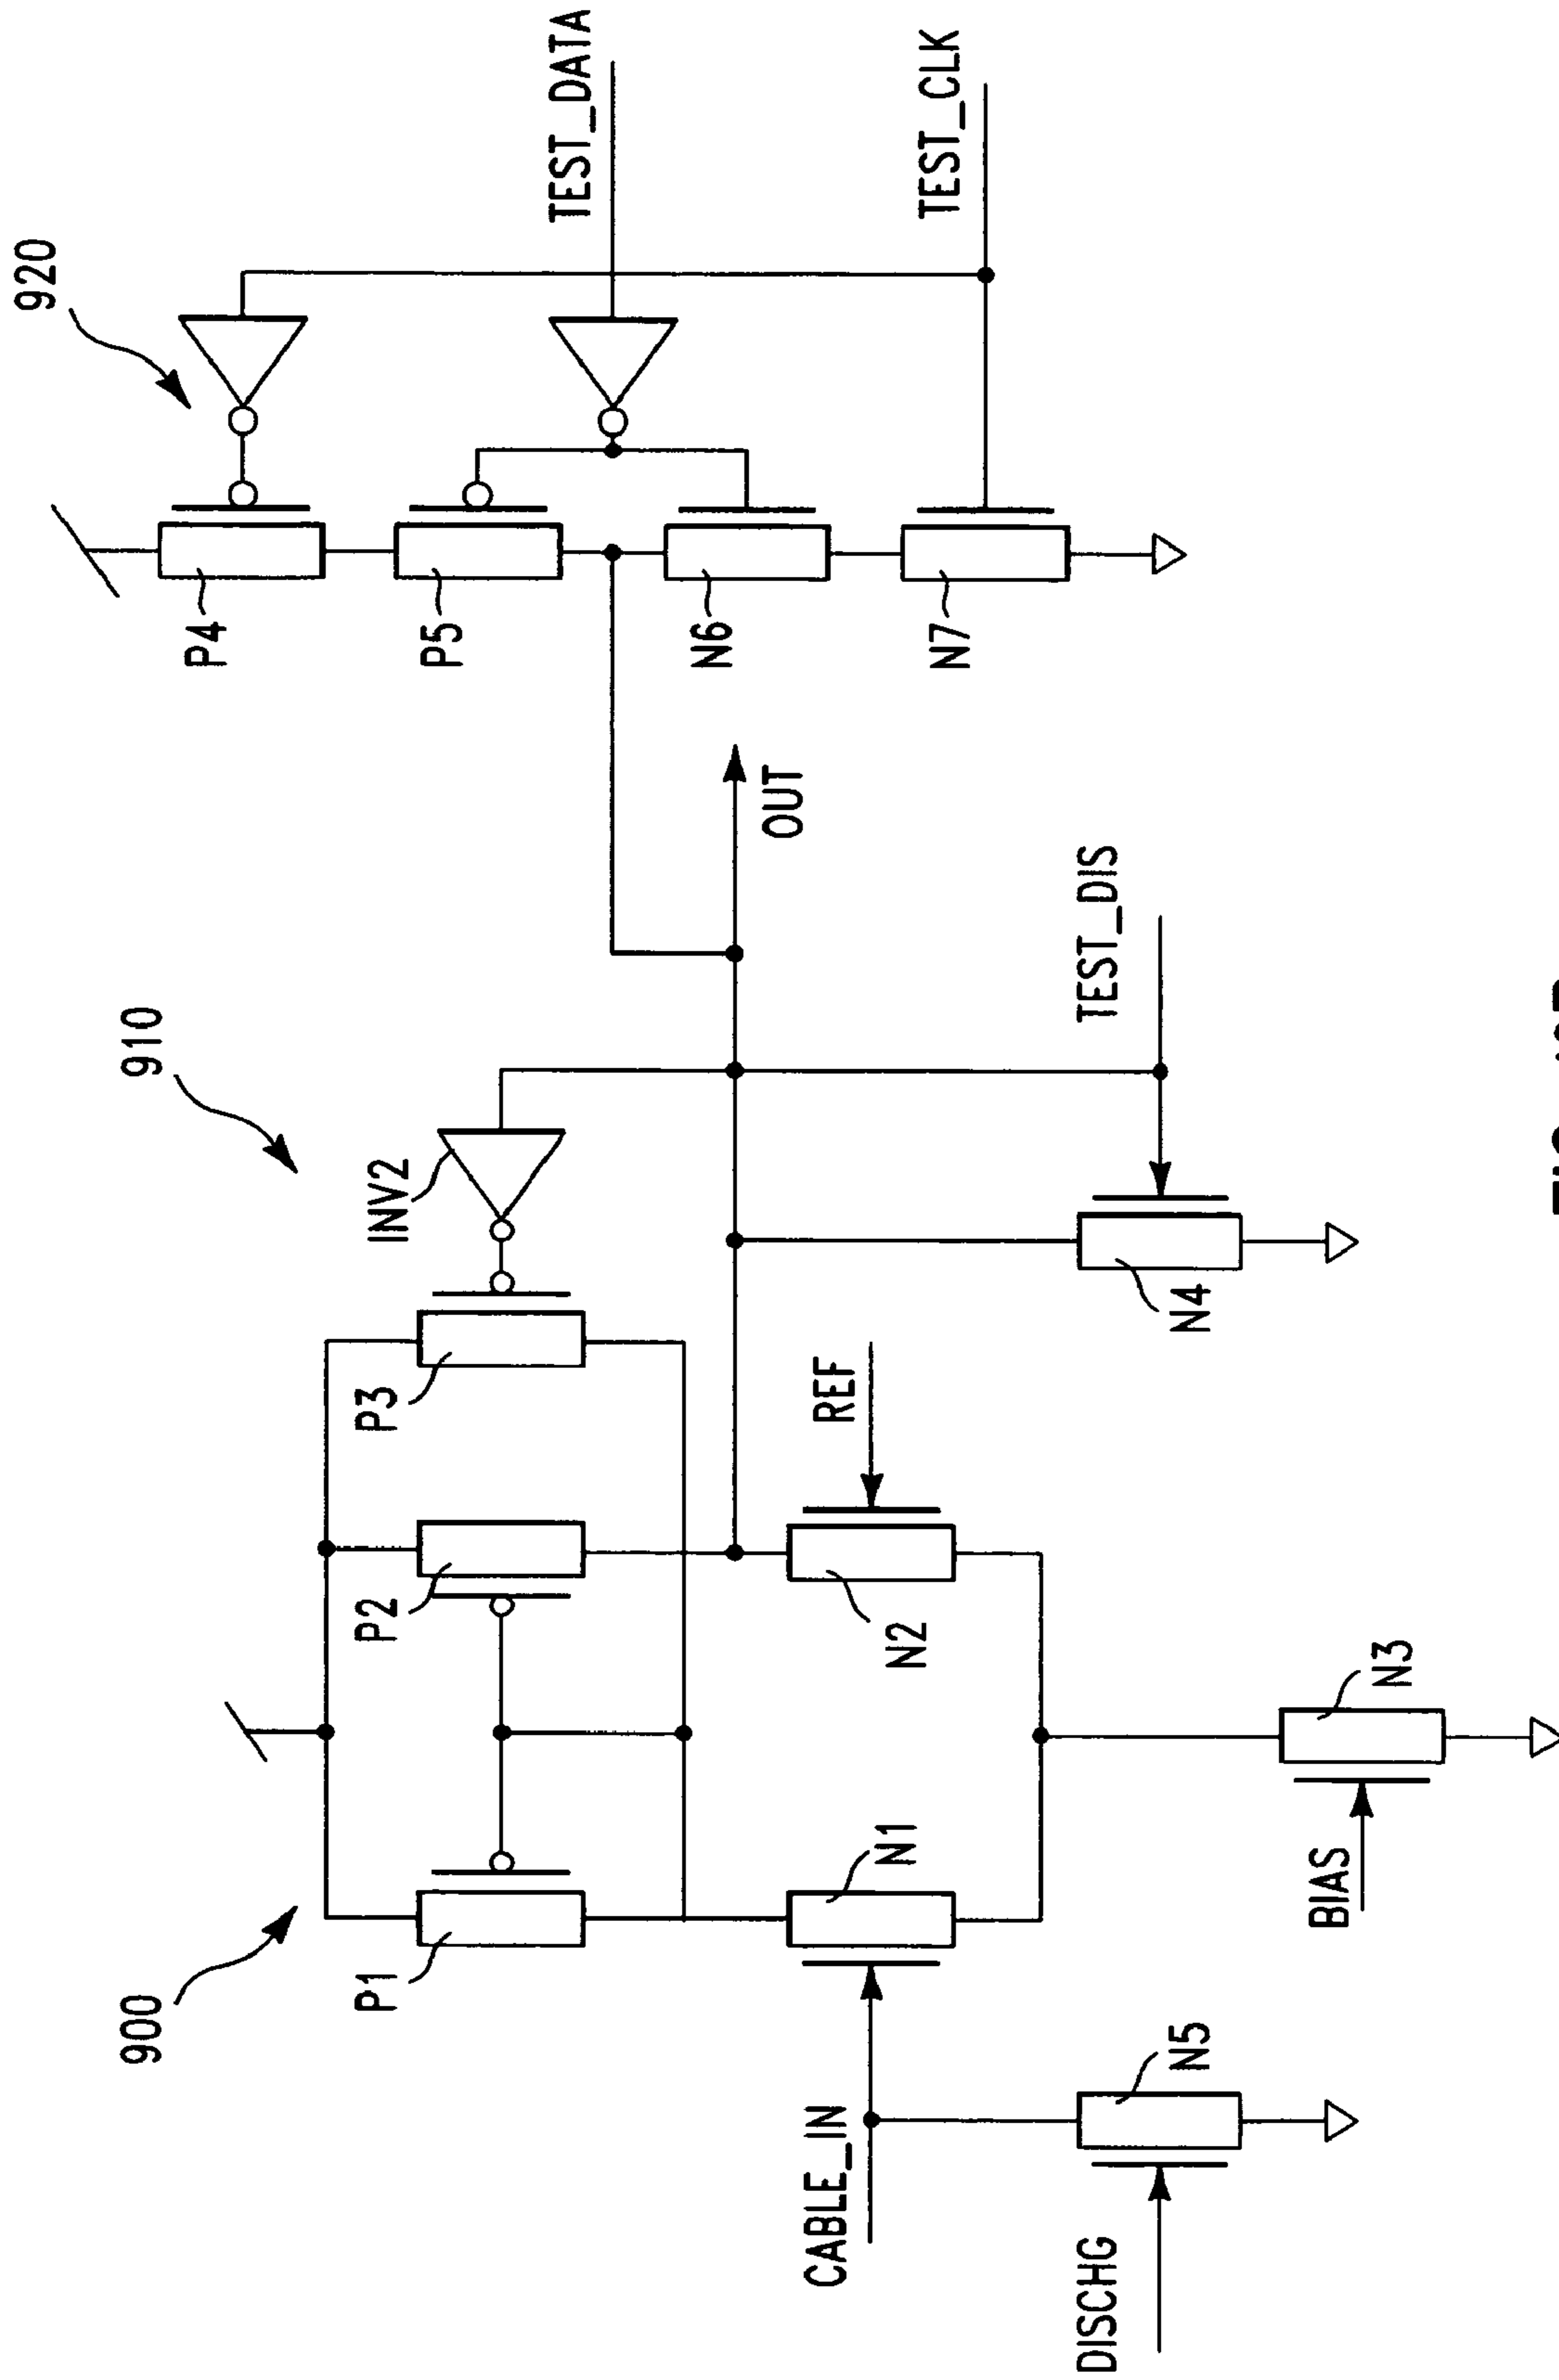 920
900
910
P4
P1
P2
P3
INV2
P5
TEST_DATA
N6
OUT
CABLE_IN
REF
N1
N2
TEST_CLK
N7
DISCHG
TEST_DIS
N5
N4
BIAS
N3